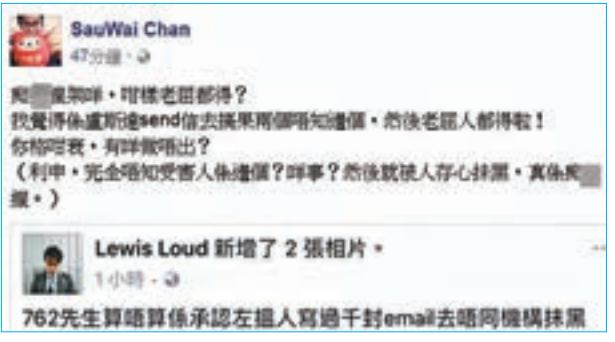 SauWai Chan
47分鐘 ·
架咩，咁樣老屈都得？
我覺得係盧斯達send信去搞果兩個唔知邊個，然後老屈人都得啦！
你格咁衰，有咩做唔出？
（利申，完全唔知受害人係邊個？咩事？然後就被人存心抹黑，真係
。）
Lewis Loud 新增了 2 張相片。
1 小時 ·
762先生算唔算係承認左搵人寫過千封email去唔同機構抹黑